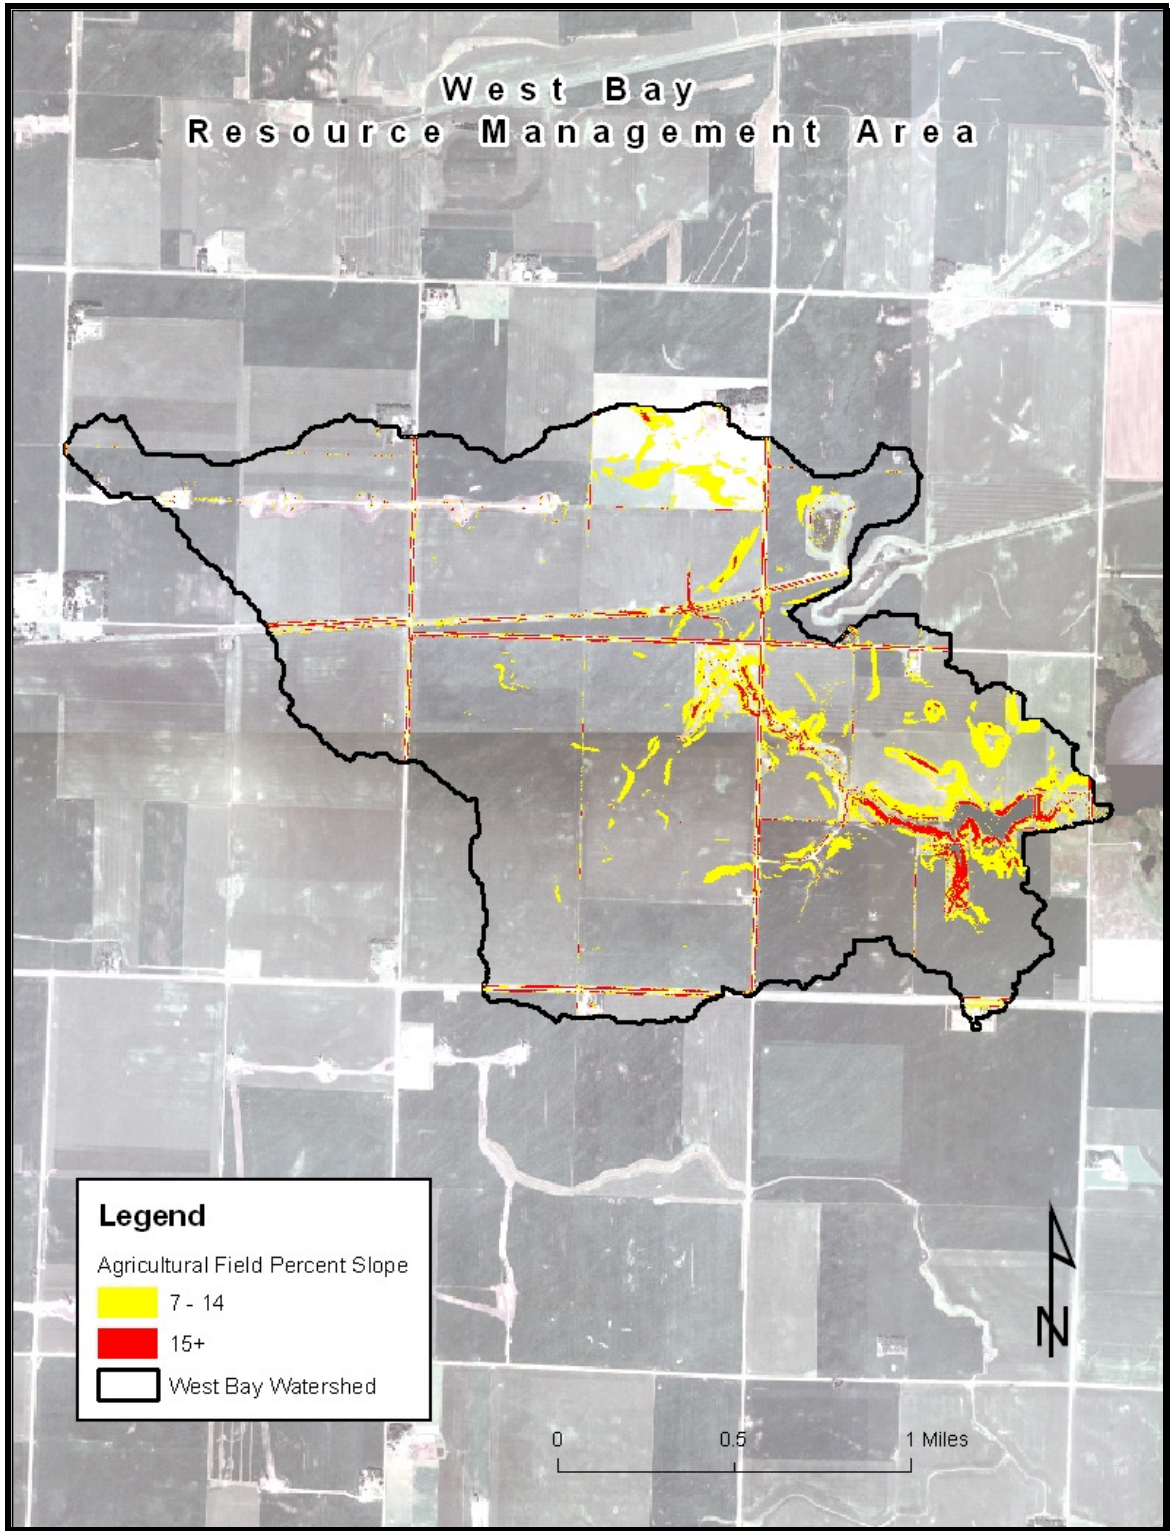 West Bay
Resource Management Area
Legend
Agricultural Field Percent Slope
7 - 14
15+
West Bay Watershed
N
0 0.5 1 Miles